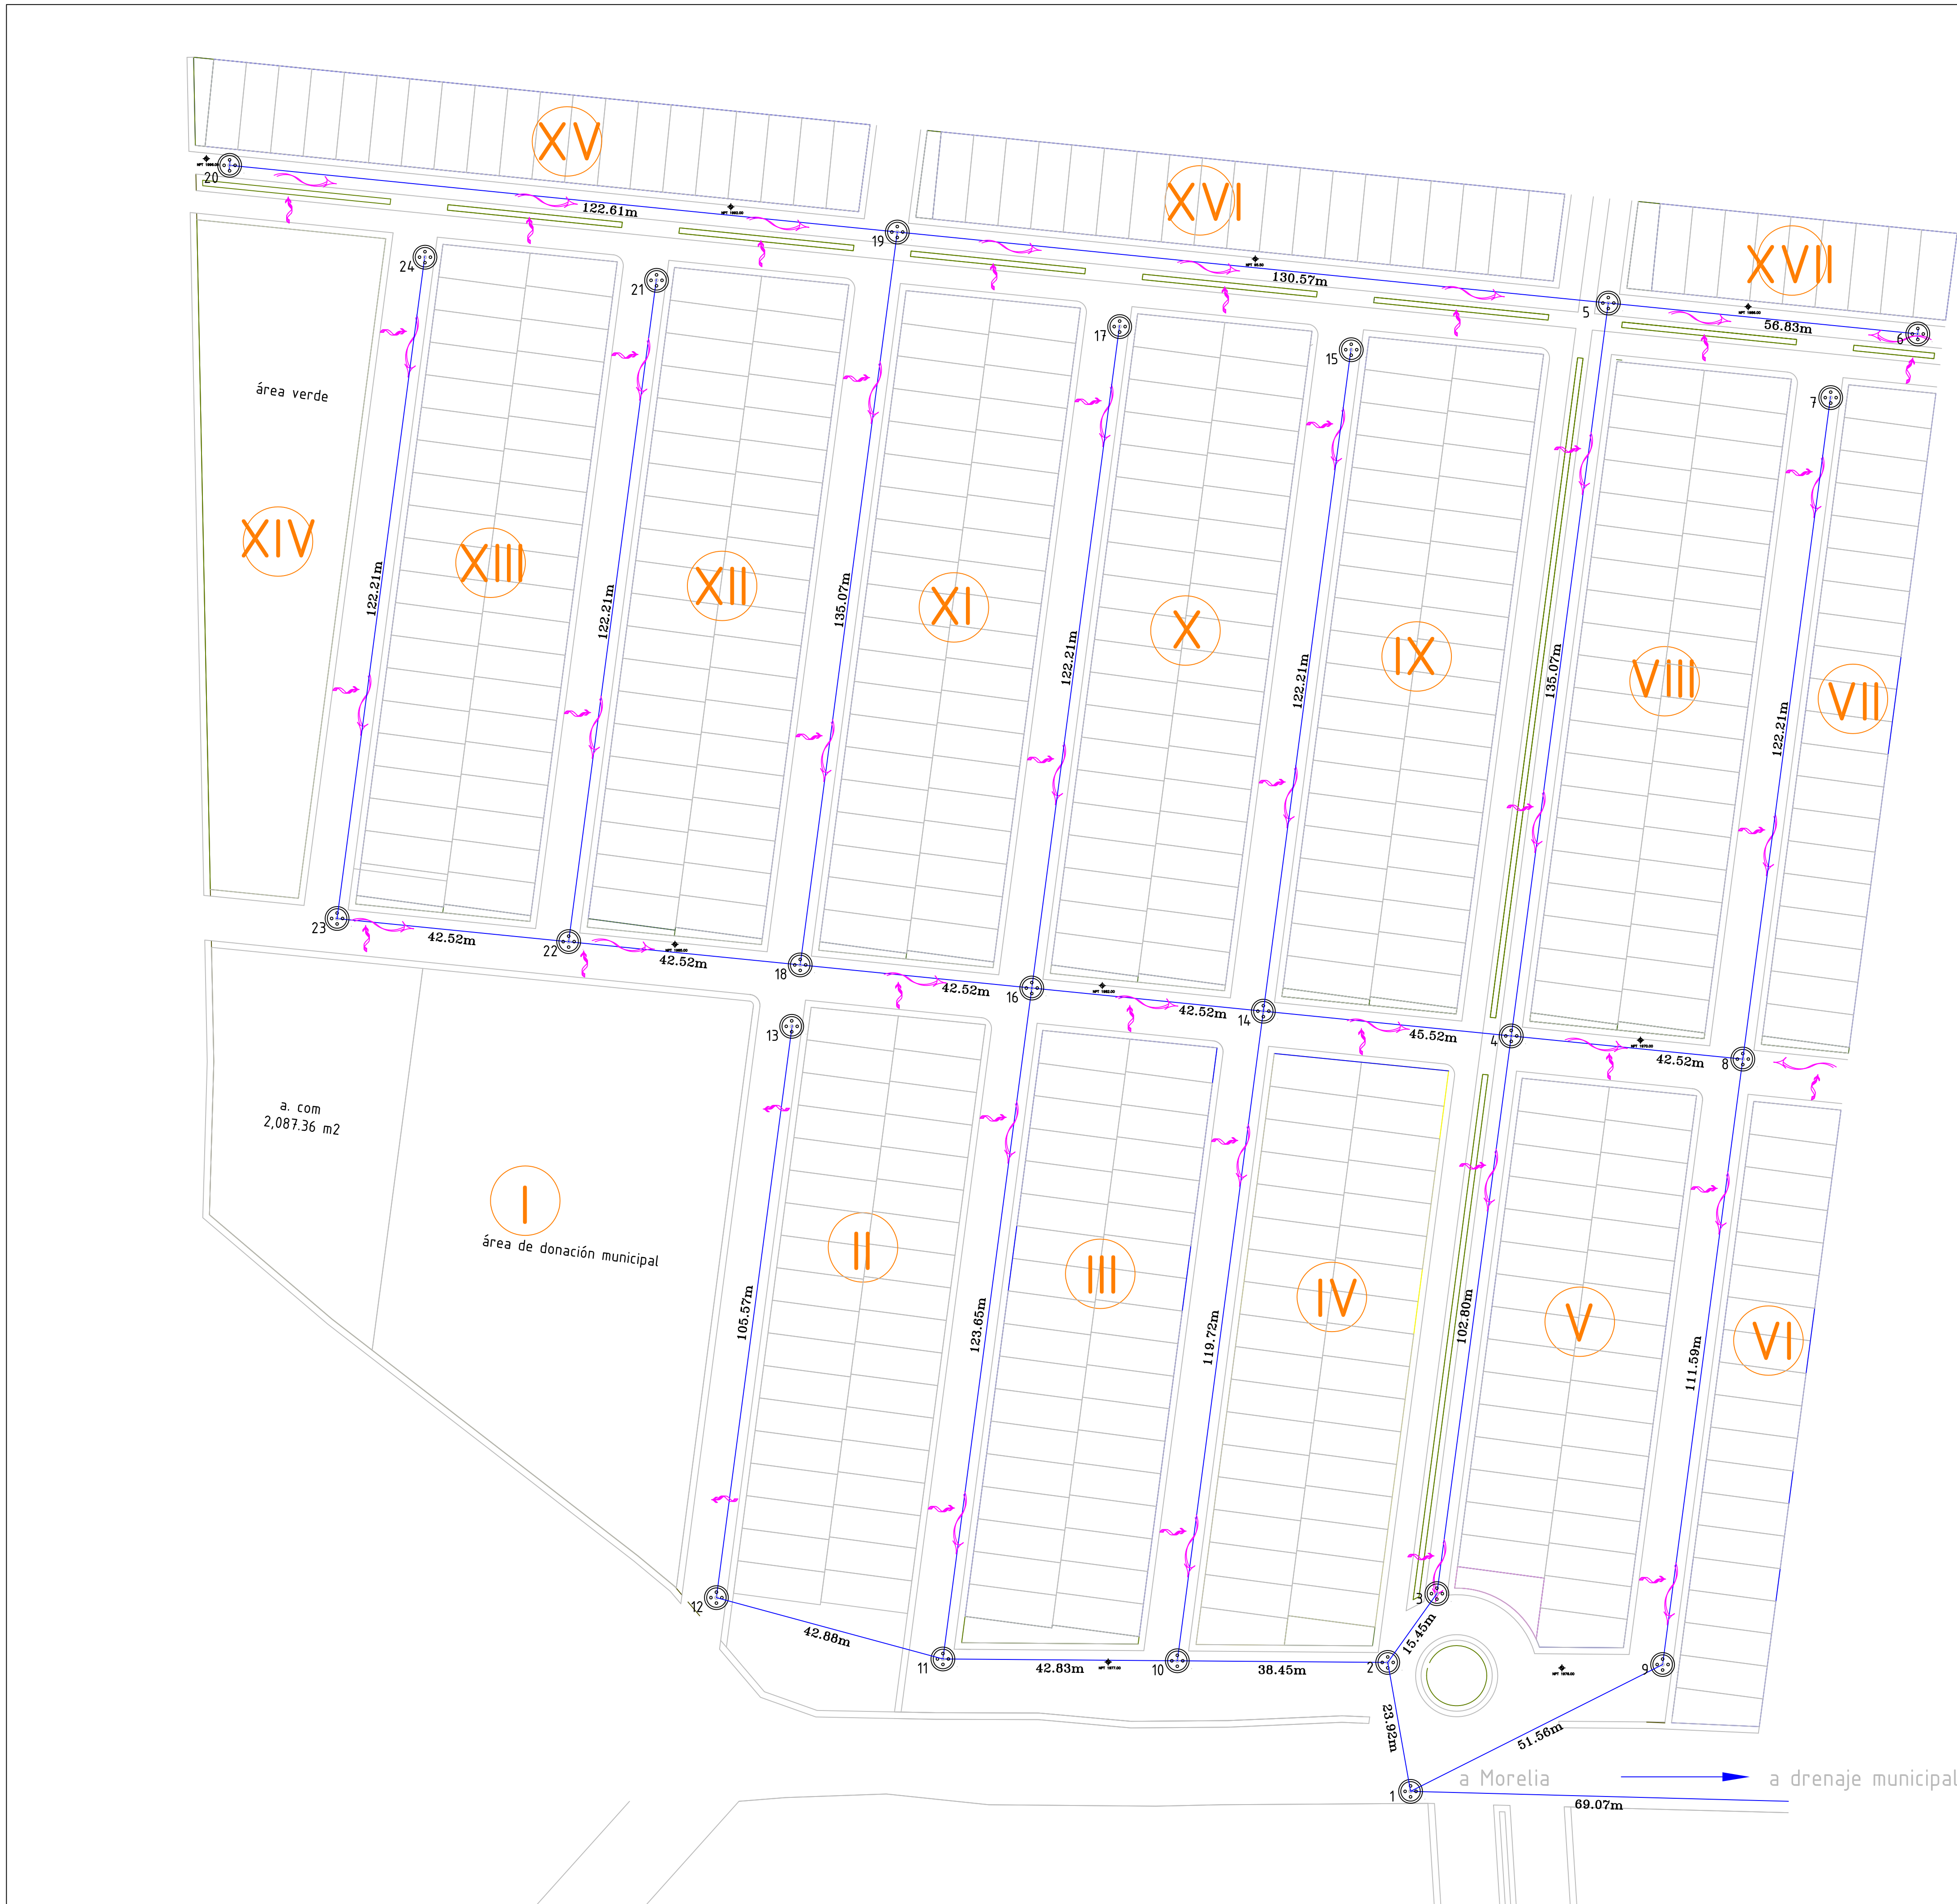 XV
XVI
XVII
20
122.61m
19
130.57m
5
56.83m
6
24
21
17
15
7
área verde
XIV
XIII
XII
XI
X
IX
VIII
VII
122.21m
122.21m
135.07m
122.21m
122.21m
135.07m
122.21m
23
42.52m
22
42.52m
18
42.52m
16
42.52m
14
45.52m
4
42.52m
8
13
a. com
2,087.36 m2
I
área de donación municipal
II
III
IV
V
VI
105.57m
123.65m
119.72m
102.80m
111.59m
12
42.88m
11
42.83m
10
38.45m
2
15.45m
3
9
23.92m
51.56m
1
a Morelia
a drenaje municipal
69.07m